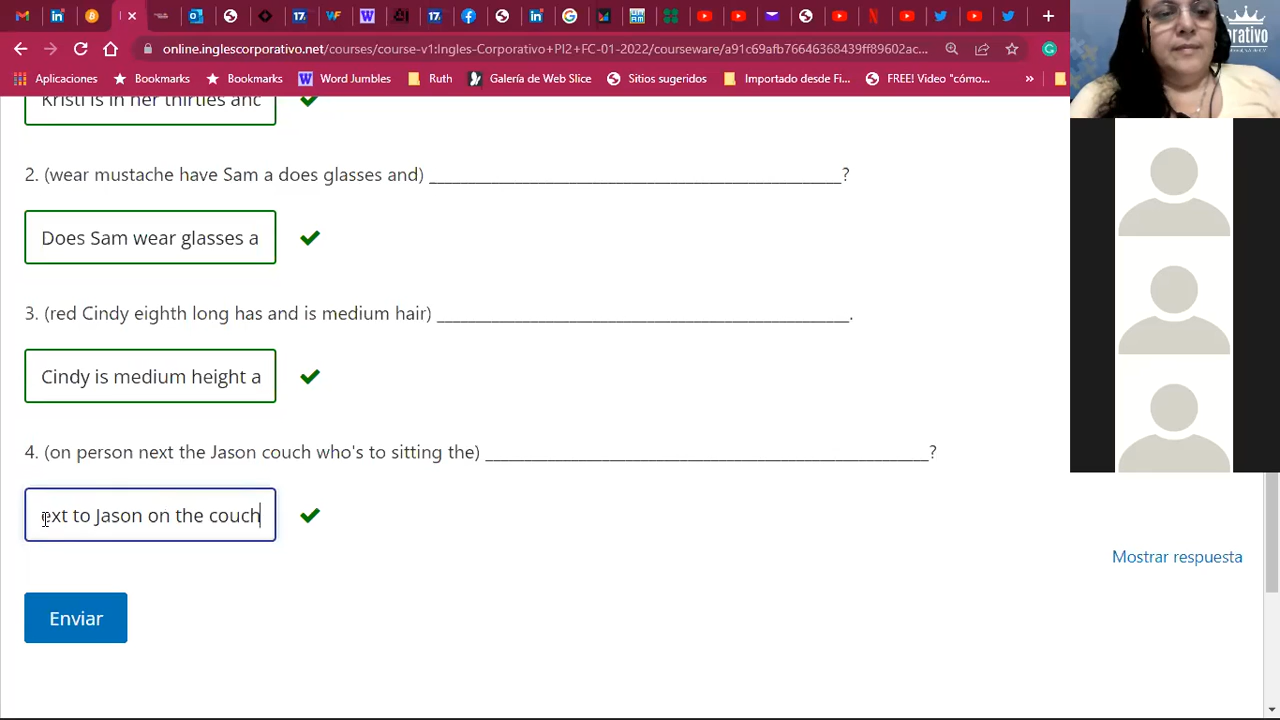 online.inglescorporativo.net/courses/course-v1:Ingles-Corporativo+PI2+FC-01-2022/courseware/a91c69afb76646368439ff89602ac...
Aplicaciones
Bookmarks
Bookmarks
Word Jumbles
Ruth
Galería de Web Slice
Sitios sugeridos
Importado desde Fi...
FREE! Video "cómo...
»
Kristi is in her thirties and
2. (wear mustache have Sam a does glasses and) ________________________________________?
Does Sam wear glasses a
3. (red Cindy eighth long has and is medium hair) ________________________________________.
Cindy is medium height a
4. (on person next the Jason couch who's to sitting the) ___________________________________________?
ext to Jason on the couch
Mostrar respuesta
Enviar